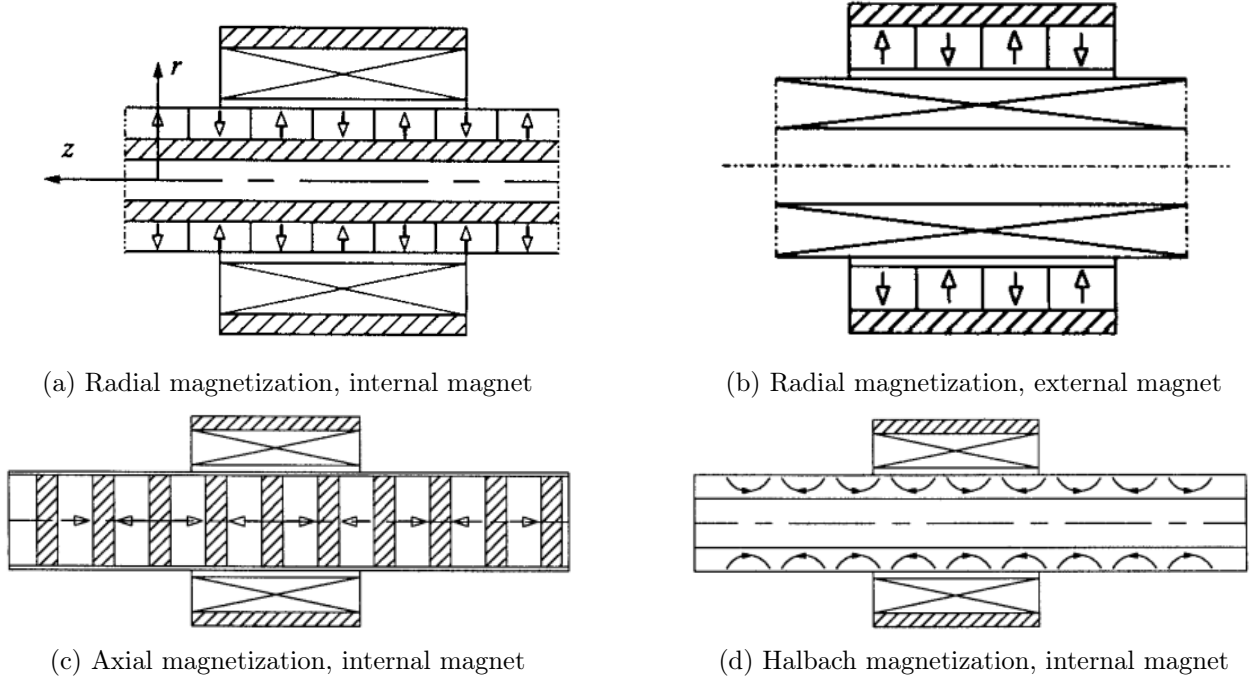 r
z
(a) Radial magnetization, internal magnet
(b) Radial magnetization, external magnet
(c) Axial magnetization, internal magnet
(d) Halbach magnetization, internal magnet